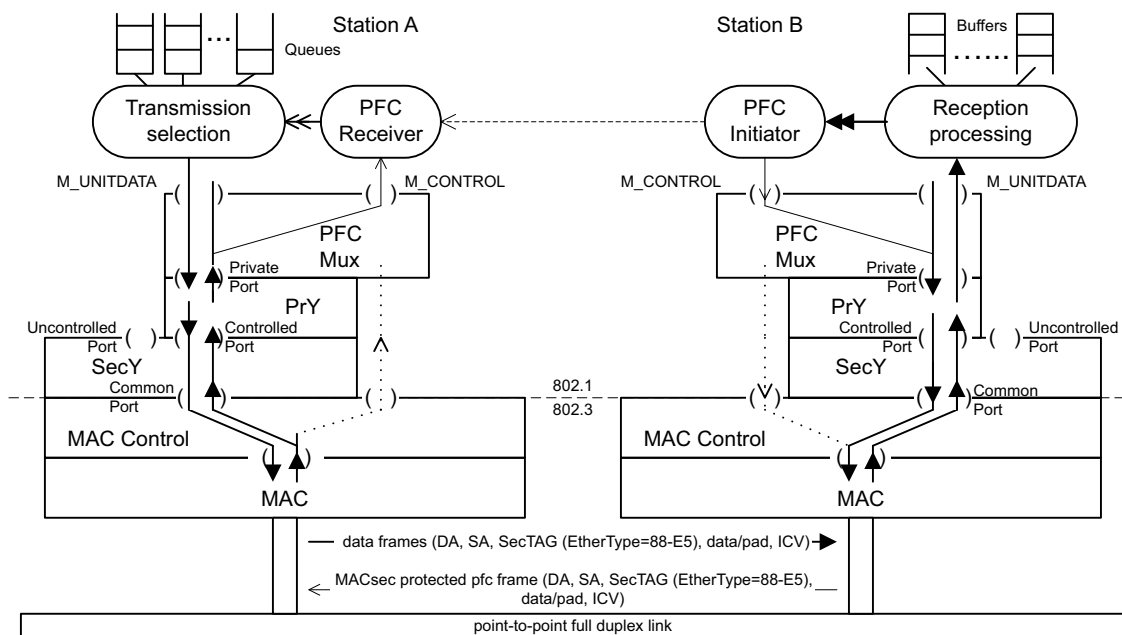 Station A
Station B
Queues
Buffers
Transmission
selection
PFC
Receiver
PFC
Initiator
Reception
processing
M_UNITDATA
M_CONTROL
M_CONTROL
M_UNITDATA
PFC
Mux
PFC
Mux
Private
Port
Private
Port
PrY
PrY
Uncontrolled
Port
Controlled
Port
Controlled
Port
Uncontrolled
Port
SecY
SecY
Common
Port
802.1
802.3
Common
Port
MAC Control
MAC Control
MAC
MAC
data frames (DA, SA, SecTAG (EtherType=88-E5), data/pad, ICV)
MACsec protected pfc frame (DA, SA, SecTAG (EtherType=88-E5),
data/pad, ICV)
point-to-point full duplex link